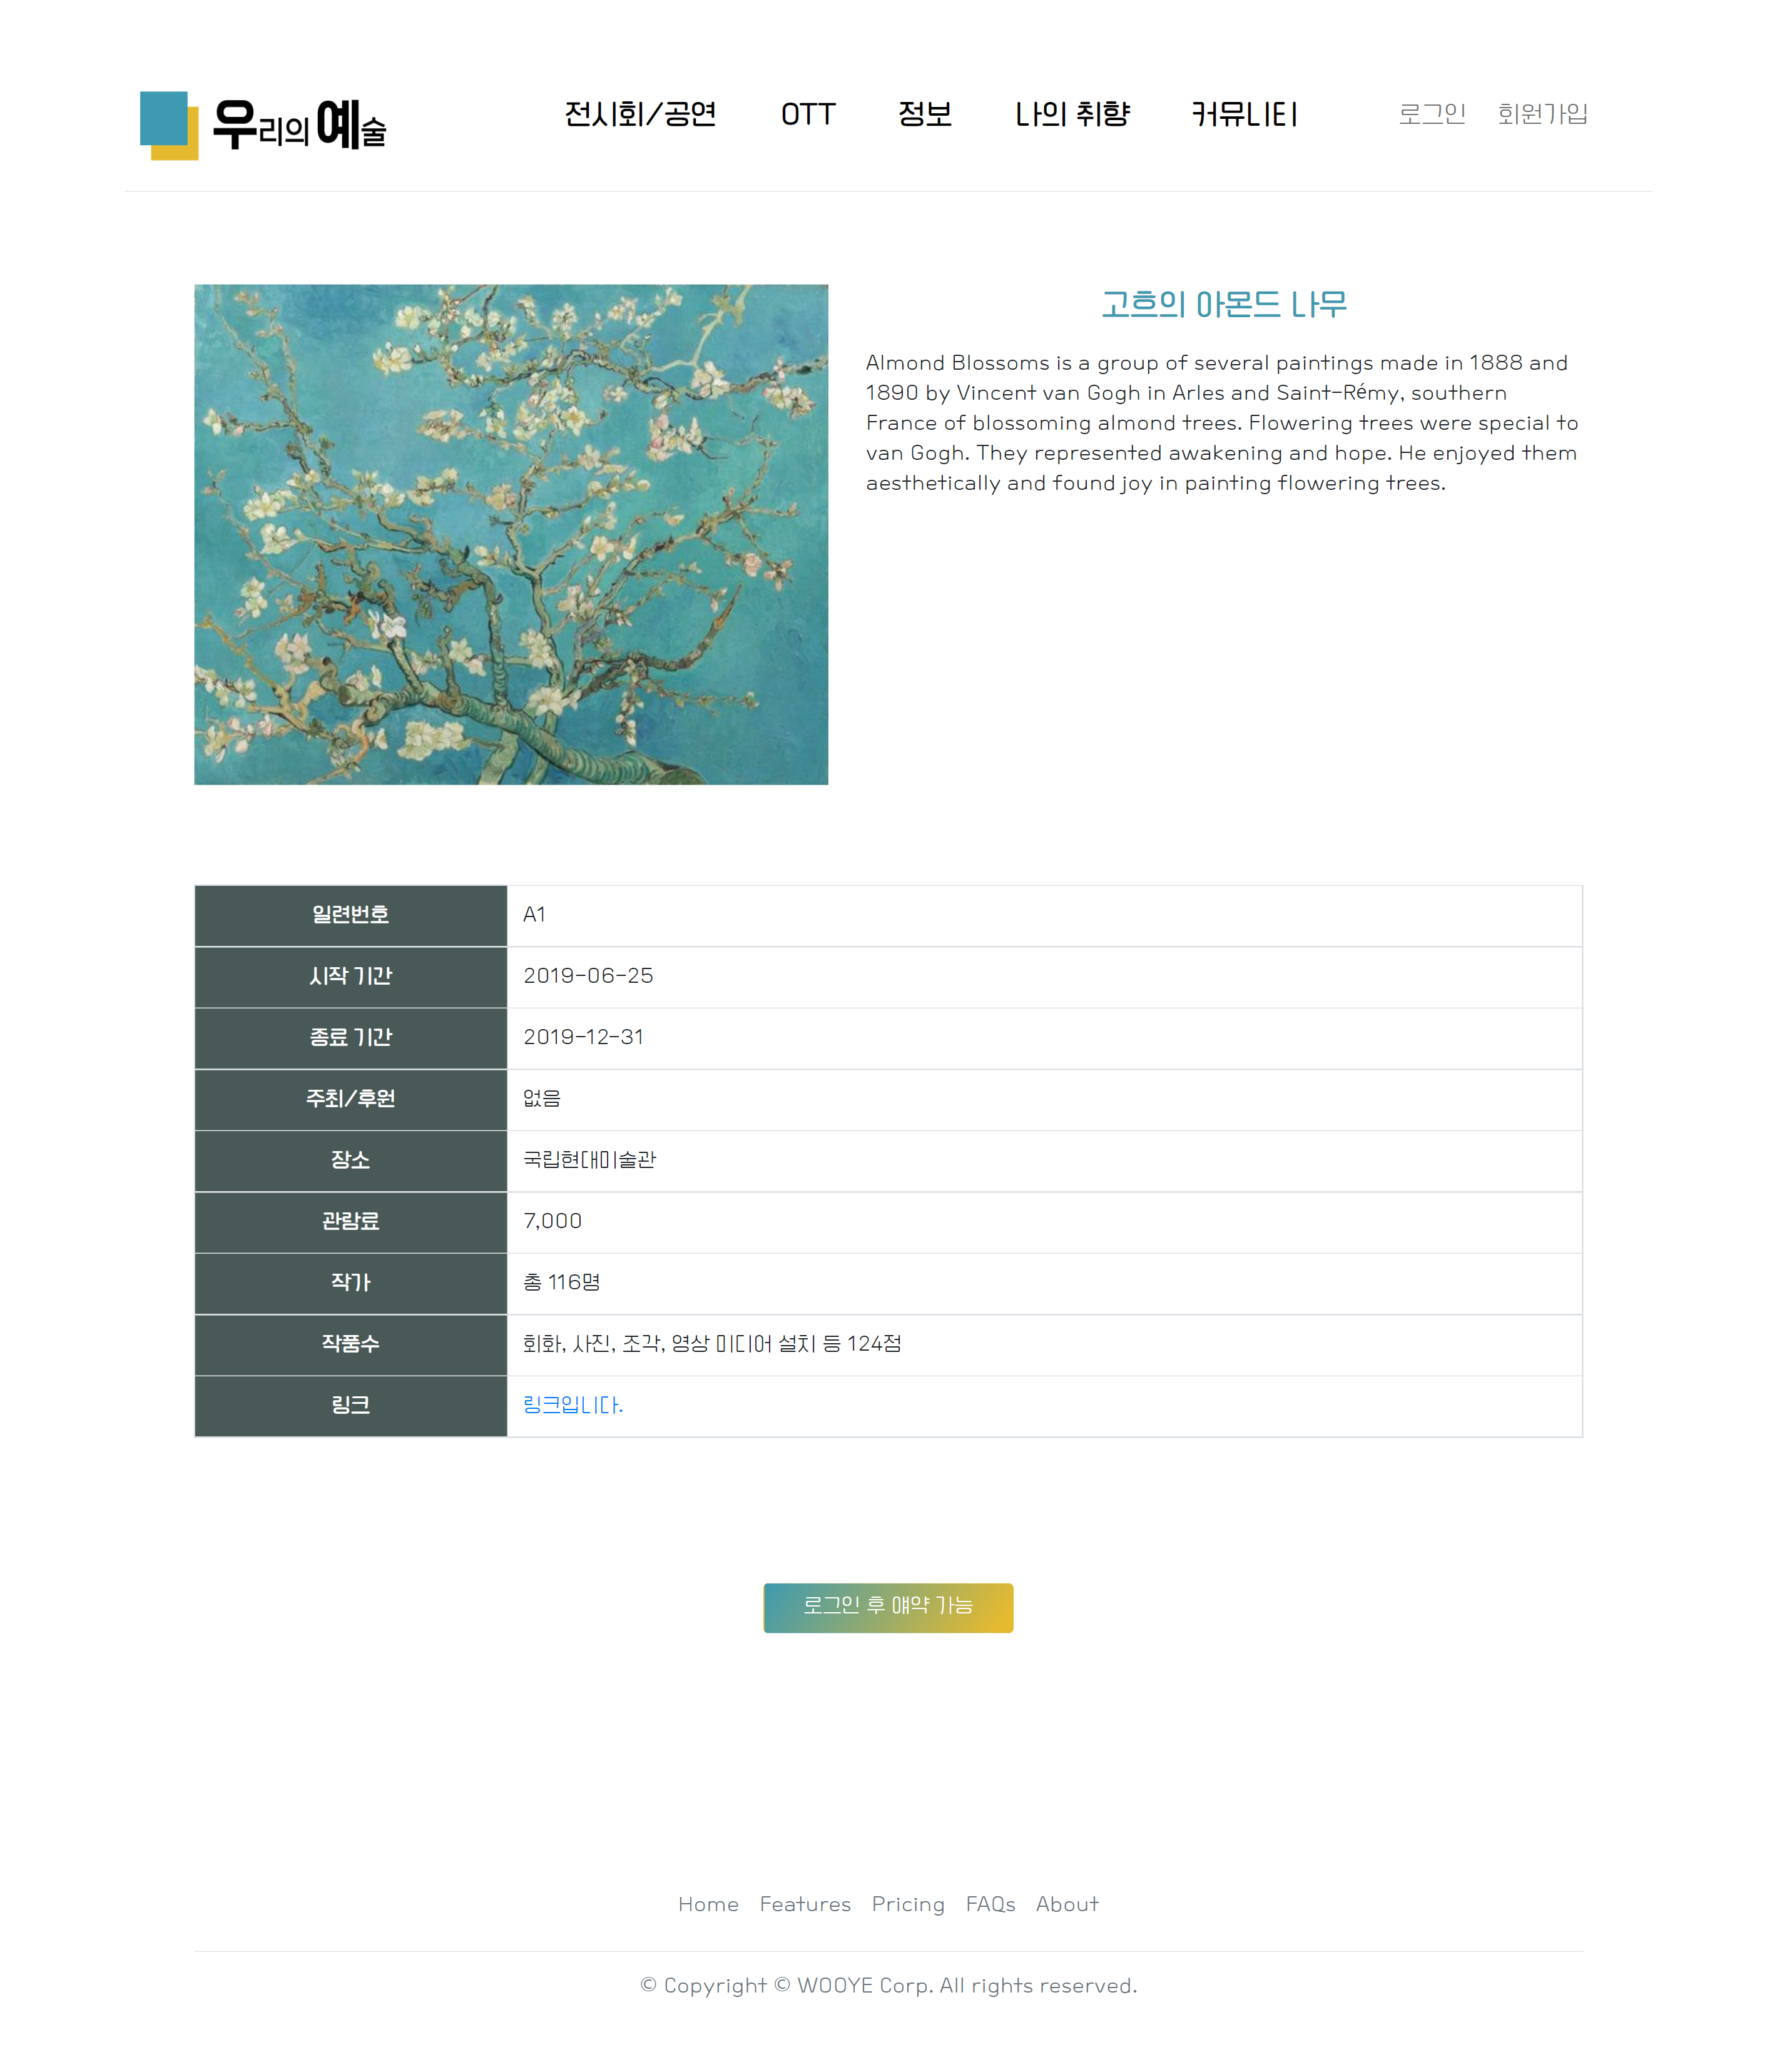 우리의 예술
전시회/공연 OTT 정보 나의 취향 커뮤니티 로그인 회원가입
고흐의 아몬드 나무
Almond Blossoms is a group of several paintings made in 1888 and
1890 by Vincent van Gogh in Arles and Saint-Rémy, southern
France of blossoming almond trees. Flowering trees were special to
van Gogh. They represented awakening and hope. He enjoyed them
aesthetically and found joy in painting flowering trees.
일련번호 A1
시작 기간 2019-06-25
종료 기간 2019-12-31
주최/후원 없음
장소 국립현대미술관
관람료 7,000
작가 총 116명
작품수 회화, 사진, 조각, 영상 미디어 설치 등 124점
링크 링크입니다.
로그인 후 얘약 가능
Home Features Pricing FAQs About
© Copyright © WOOYE Corp. All rights reserved.